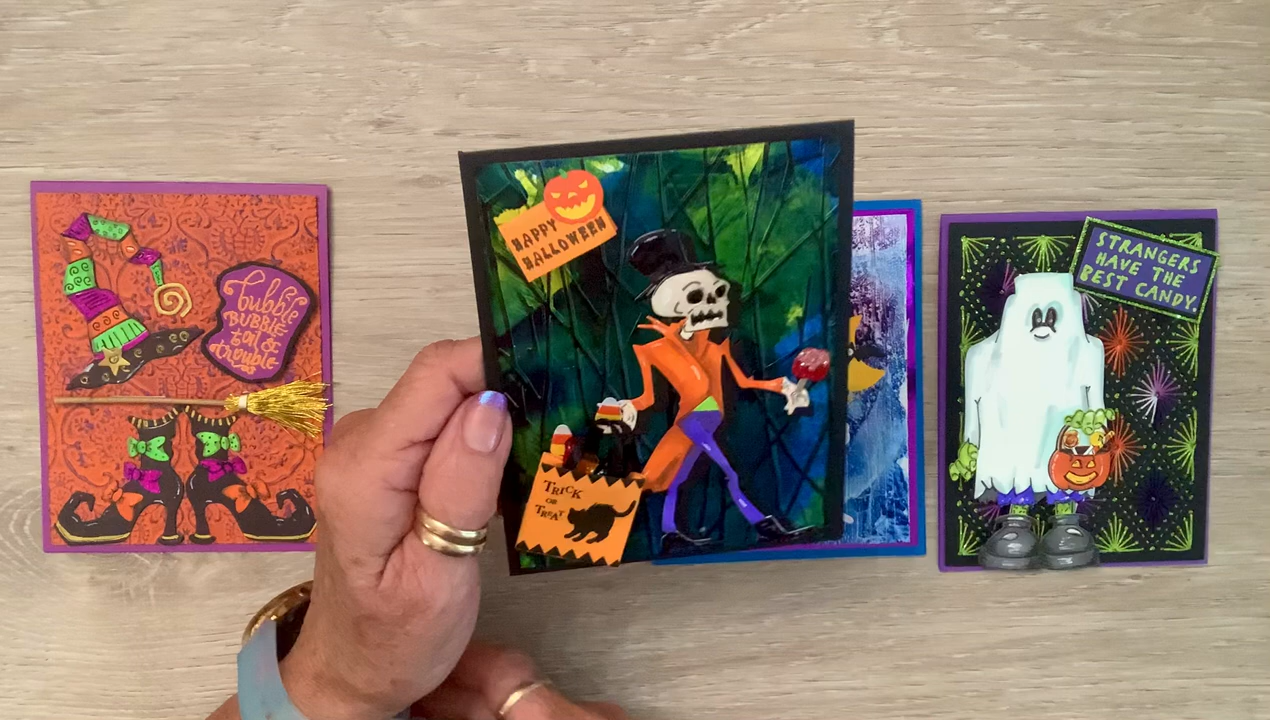 bubble
BUBBLE
toil &
trouble
HAPPY
HALLOWEEN
TRICK
OR
TREAT
STRANGERS
HAVE THE
BEST CANDY.